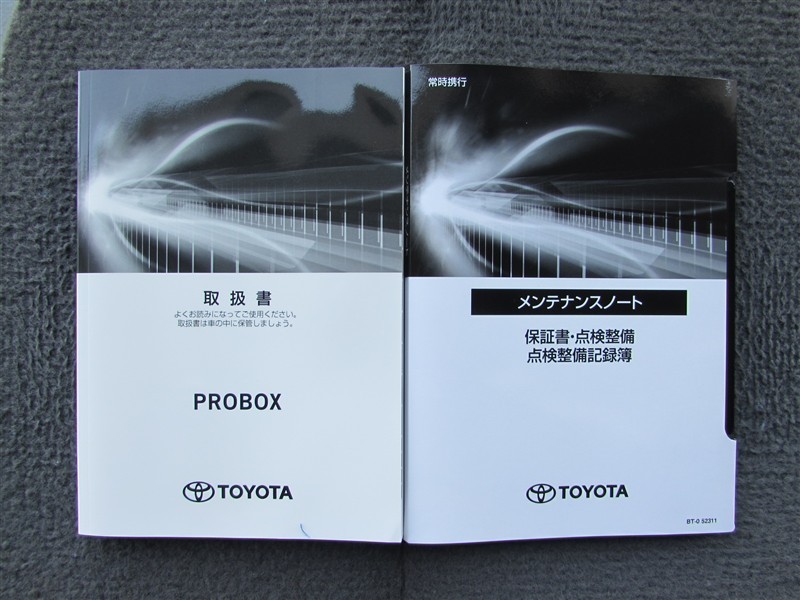 取扱書
よくお読みになってご使用ください。
取扱書は車の中に保管しましょう。
PROBOX
TOYOTA
常時携行
メンテナンスノート
保証書・点検整備
点検整備記録簿
TOYOTA
BT-0 52311